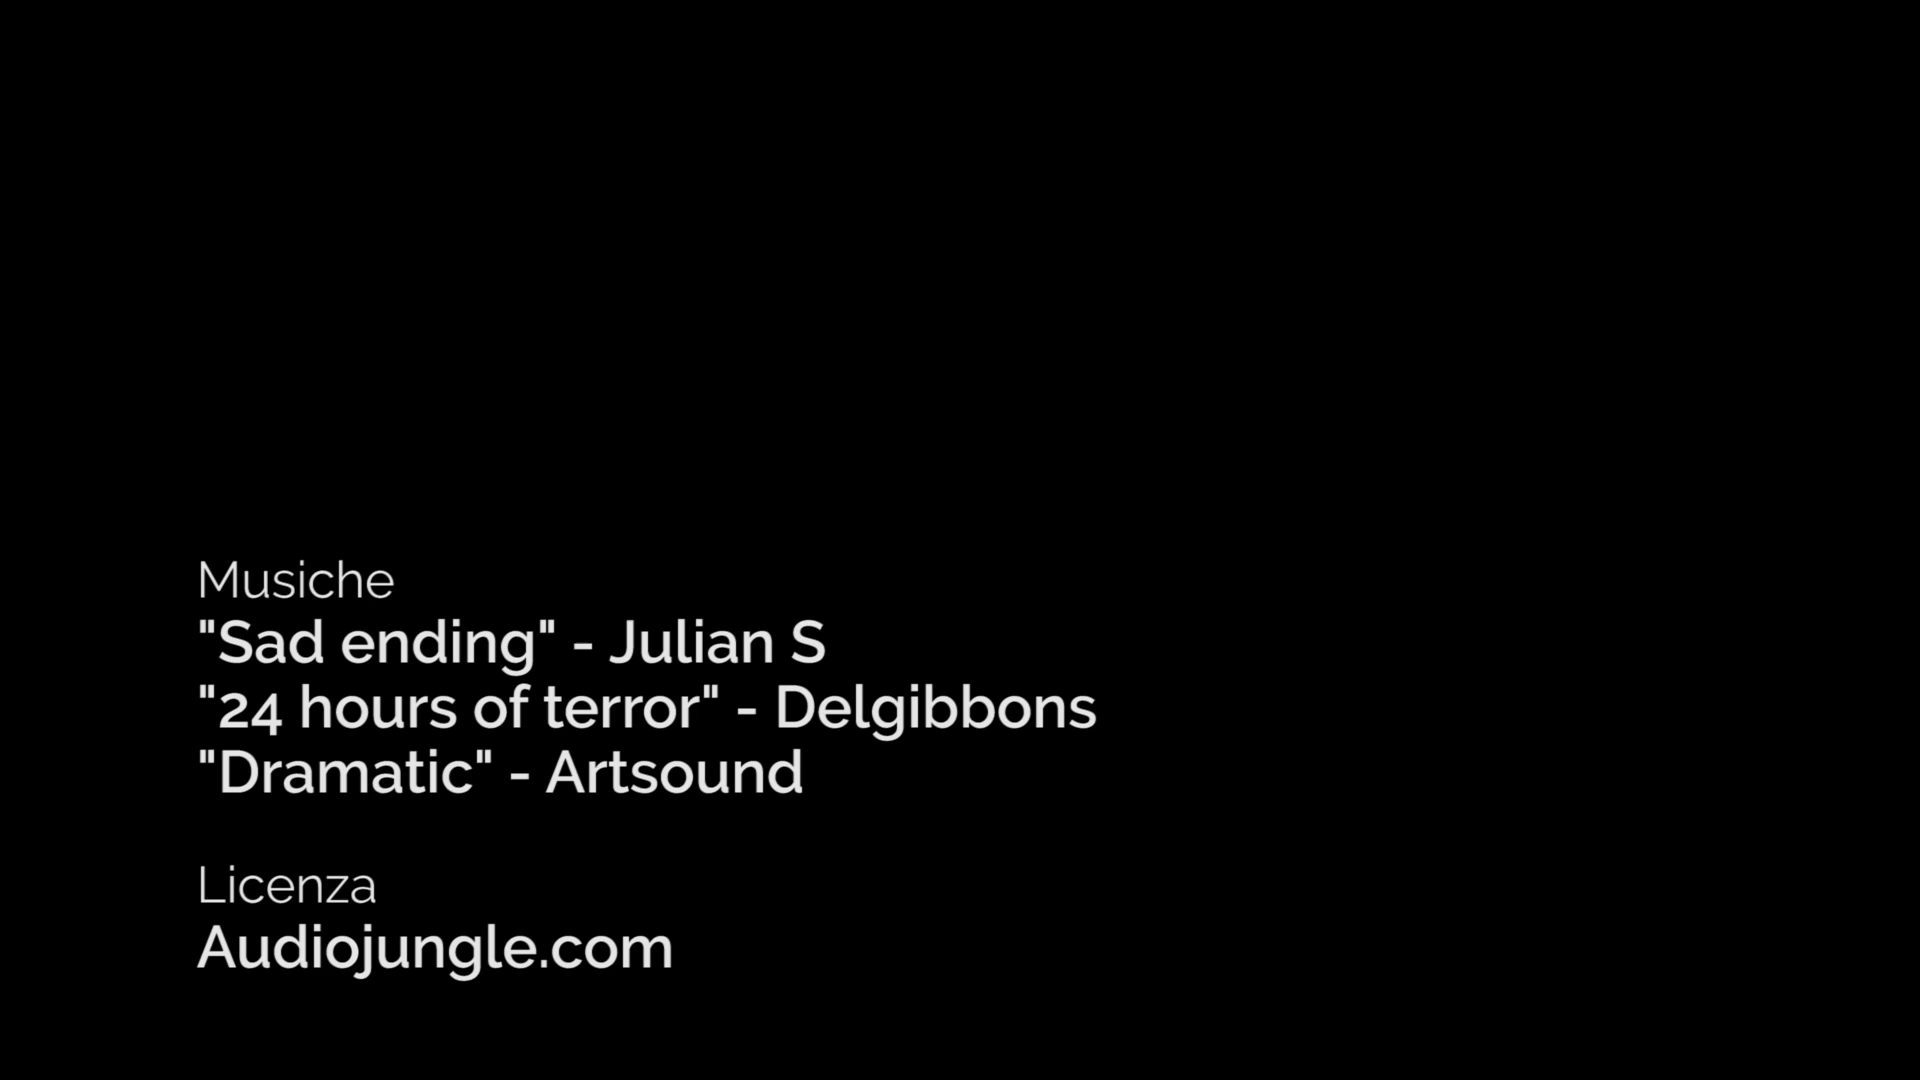 Musiche
"Sad ending" - Julian S
"24 hours of terror" - Delgibbons
"Dramatic" - Artsound
Licenza
Audiojungle.com